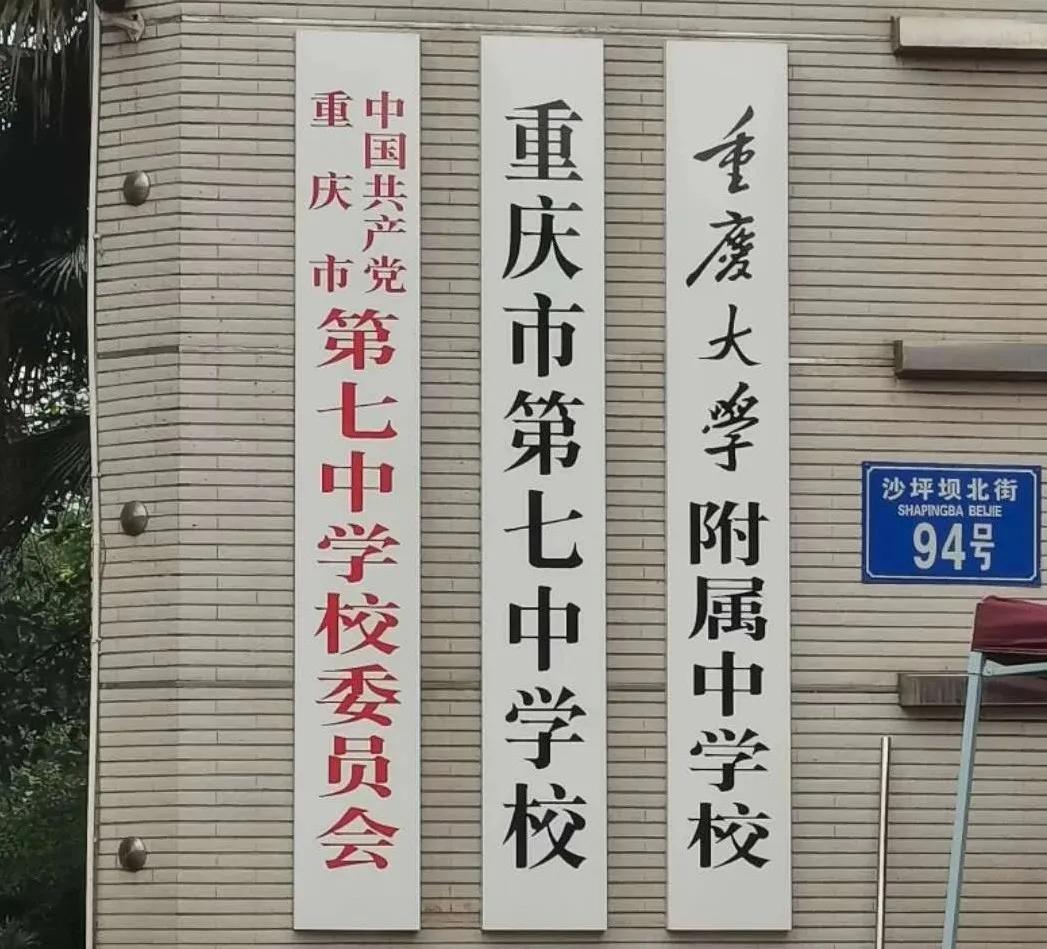 中国共产党
重庆市
第七中学校委员会
重庆市第七中学校
重慶大學附属中学校
沙坪坝北街
SHAPINGBA BEIJIE
94号